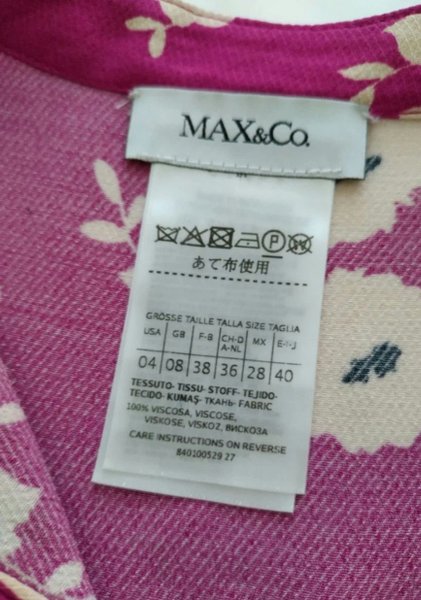 MAX&Co.
P
あて布使用
GRÖSSE TAILLE TALLA SIZE TAGLIA
USA GB F-B CH-D A-NL MX E-I-J
04 08 38 36 28 40
TESSUTO- TISSU- STOFF- TEJIDO-
TECIDO- KUMAŞ- ТКАНЬ- FABRIC
100% VISCOSA, VISCOSE,
VISKOSE, VISKOZ, ВИСКОЗА
CARE INSTRUCTIONS ON REVERSE
840100529 27